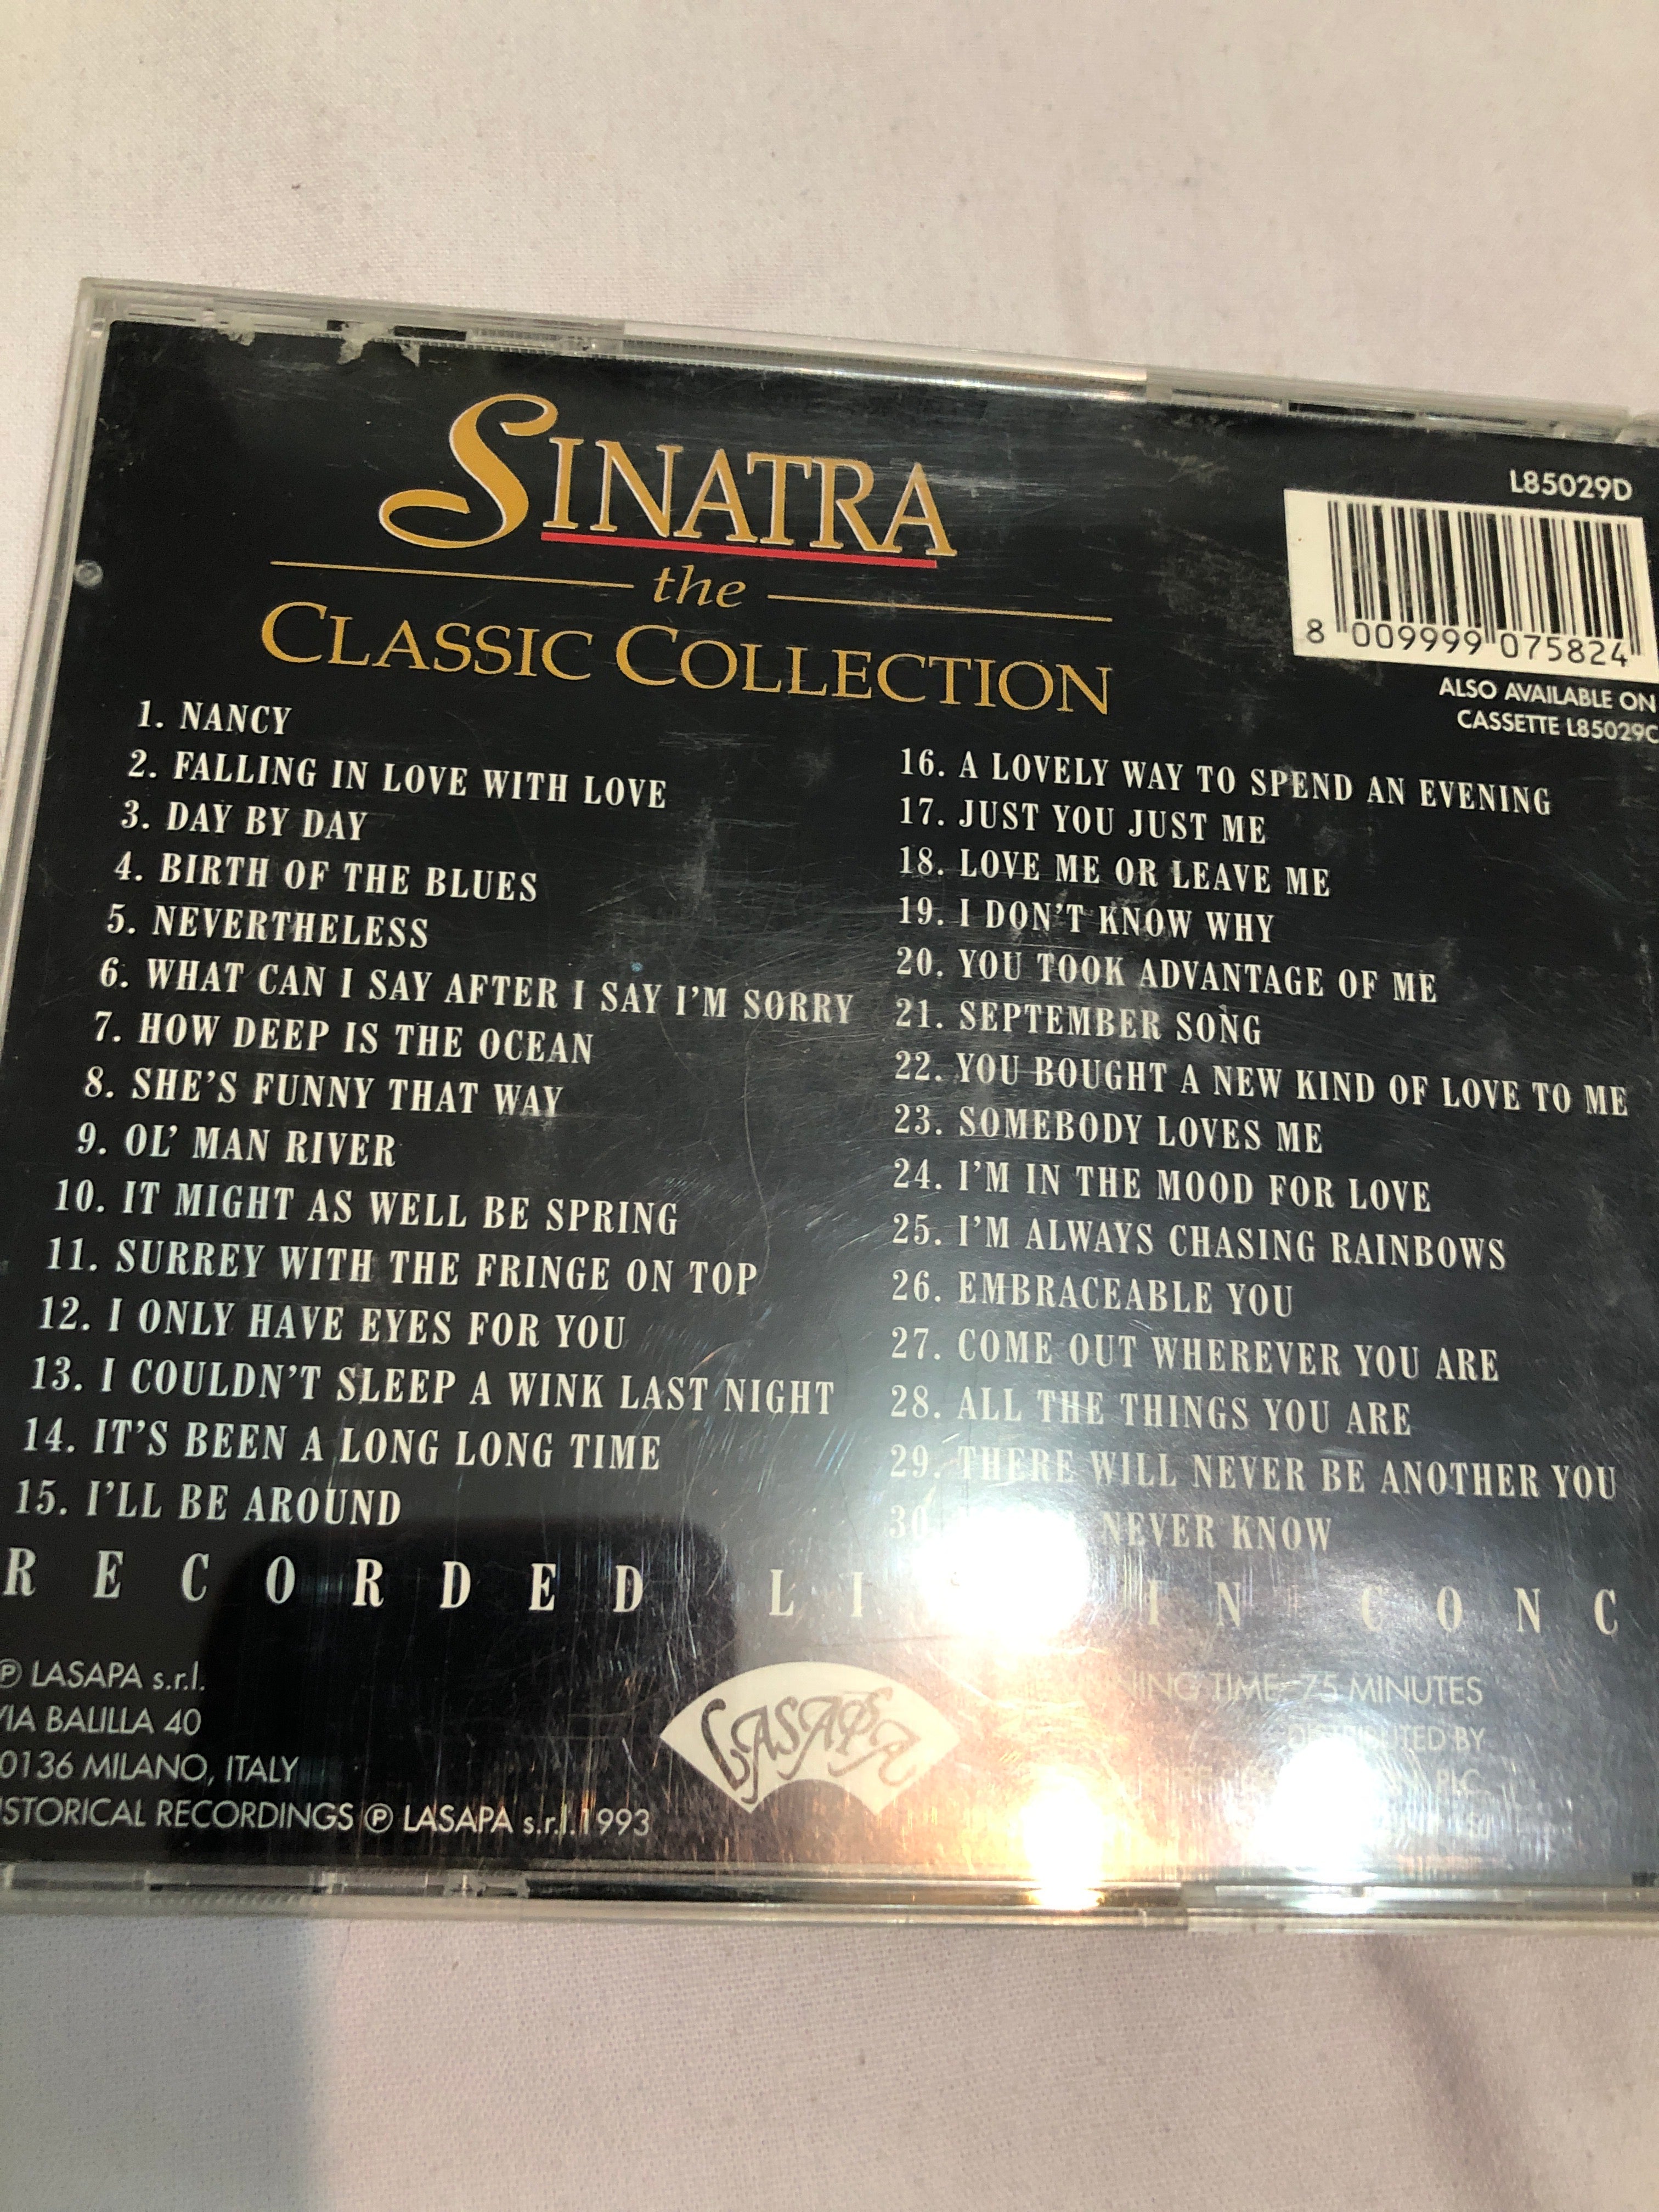 SINATRA
the
CLASSIC COLLECTION
L85029D
8 009999 075824
ALSO AVAILABLE ON
CASSETTE L85029C
1. NANCY
2. FALLING IN LOVE WITH LOVE
3. DAY BY DAY
4. BIRTH OF THE BLUES
5. NEVERTHELESS
6. WHAT CAN I SAY AFTER I SAY I'M SORRY
7. HOW DEEP IS THE OCEAN
8. SHE'S FUNNY THAT WAY
9. OL' MAN RIVER
10. IT MIGHT AS WELL BE SPRING
11. SURREY WITH THE FRINGE ON TOP
12. I ONLY HAVE EYES FOR YOU
13. I COULDN'T SLEEP A WINK LAST NIGHT
14. IT'S BEEN A LONG LONG TIME
15. I'LL BE AROUND
16. A LOVELY WAY TO SPEND AN EVENING
17. JUST YOU JUST ME
18. LOVE ME OR LEAVE ME
19. I DON'T KNOW WHY
20. YOU TOOK ADVANTAGE OF ME
21. SEPTEMBER SONG
22. YOU BOUGHT A NEW KIND OF LOVE TO ME
23. SOMEBODY LOVES ME
24. I'M IN THE MOOD FOR LOVE
25. I'M ALWAYS CHASING RAINBOWS
26. EMBRACEABLE YOU
27. COME OUT WHEREVER YOU ARE
28. ALL THE THINGS YOU ARE
29. THERE WILL NEVER BE ANOTHER YOU
30. NEVER KNOW
RECORDED IN
℗ LASAPA s.r.l.
VIA BALILLA 40
0136 MILANO, ITALY
ISTORICAL RECORDINGS ℗ LASAPA s.r.l. 1993
LASAPA
TIME: 75 MINUTES
DISTRIBUTED BY
PLC